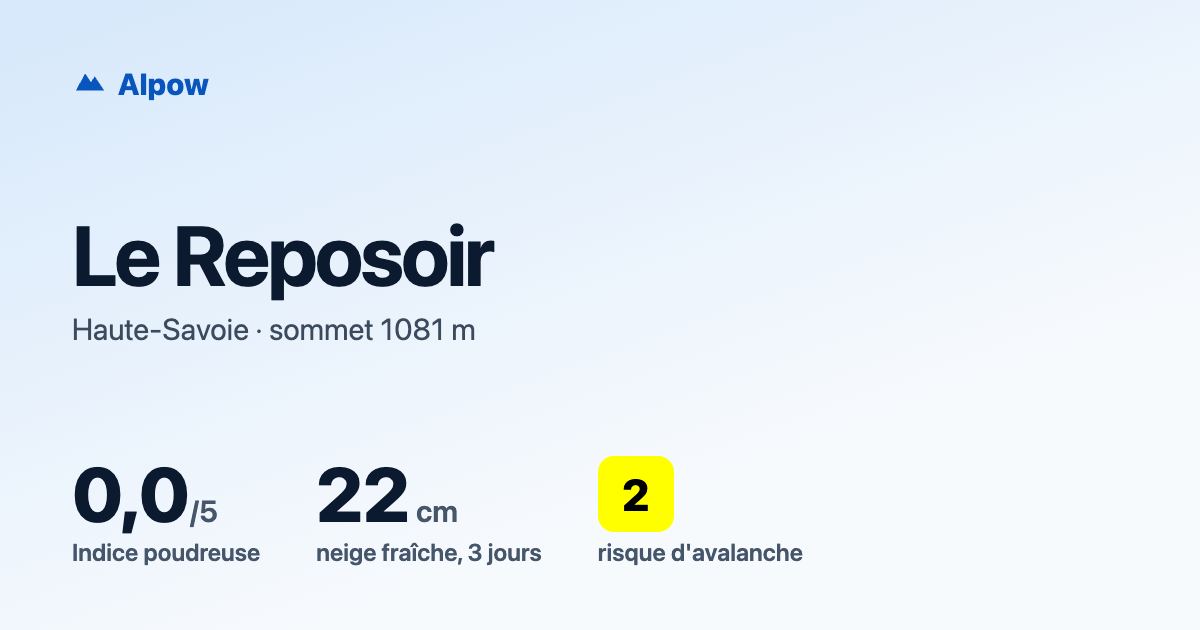 Alpow
Le Reposoir
Haute-Savoie · sommet 1081 m
0,0/5
Indice poudreuse
22 cm
neige fraîche, 3 jours
2
risque d'avalanche